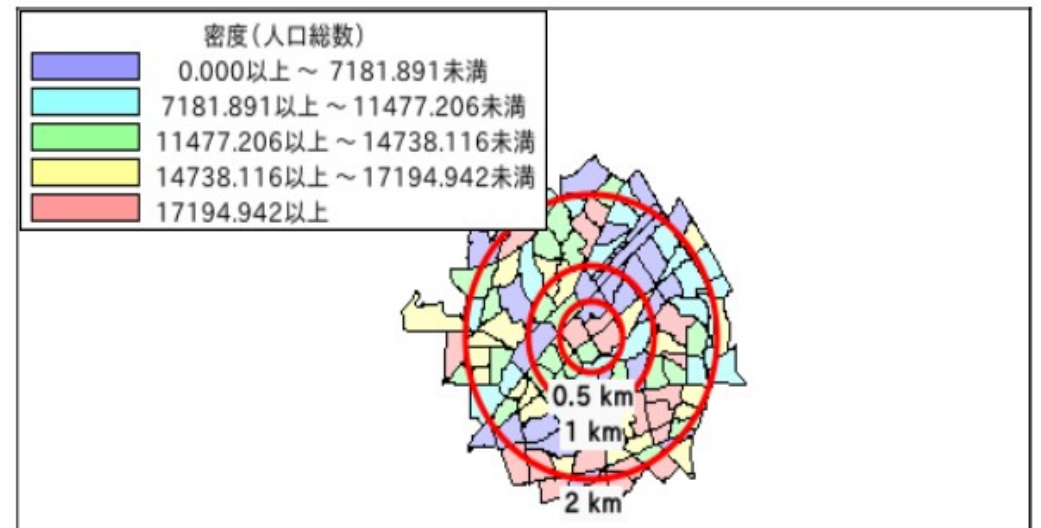 密度(人口総数)
0.000以上 ~ 7181.891未満
7181.891以上 ~ 11477.206未満
11477.206以上 ~ 14738.116未満
14738.116以上 ~ 17194.942未満
17194.942以上
0.5 km
1 km
2 km